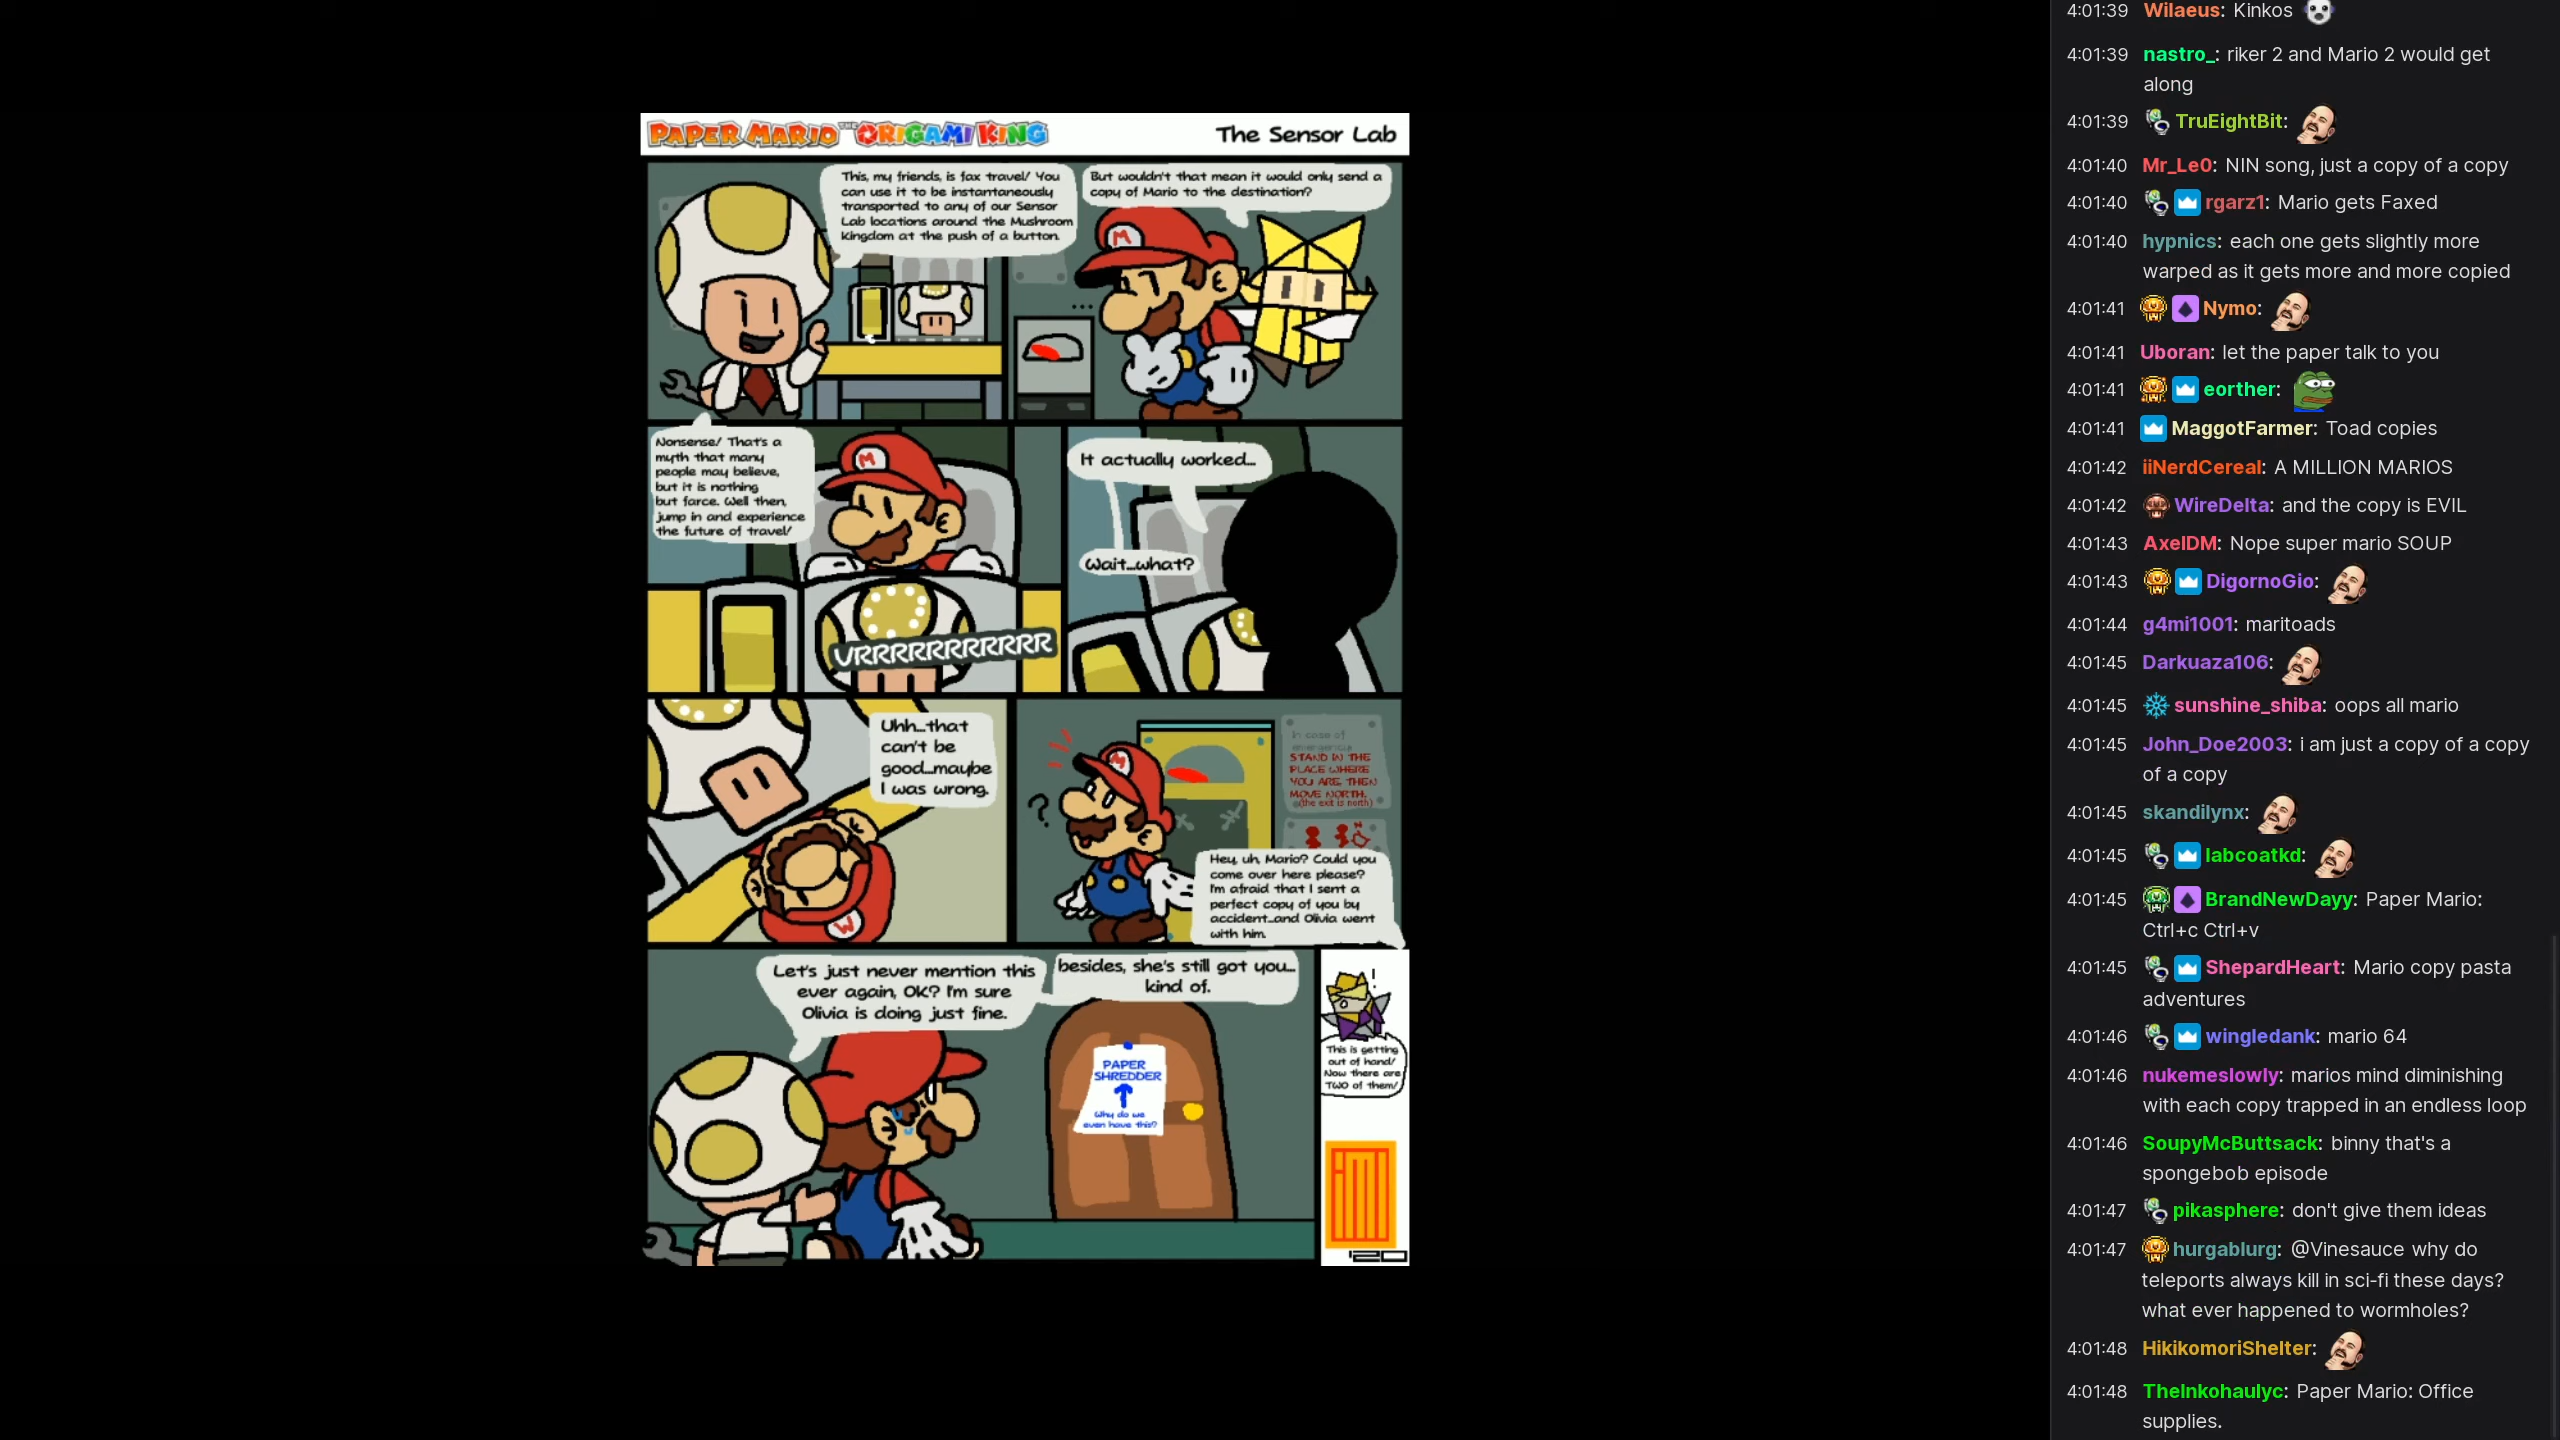 PAPER MARIO THE ORIGAMI KING
The Sensor Lab
This, my friends, is fax travel! You
can use it to be instantaneously
transported to any of our Sensor
Lab locations around the Mushroom
Kingdom at the push of a button.
But wouldn't that mean it would only send a
copy of Mario to the destination?
...
M
Nonsense! That's a
myth that many
people may believe,
but it is nothing
but farce. Well then,
jump in and experience
the future of travel!
M
VRRRRRRRRRRR
It actually worked...
Wait...what?
Uhh...that
can't be
good...maybe
I was wrong.
M
?
M
In case of
emergency:
STAND IN THE
PLACE WHERE
YOU ARE, THEN
MOVE NORTH.
(the exit is north)
N
Hey, uh, Mario? Could you
come over here please?
I'm afraid that I sent a
perfect copy of you by
accident...and Olivia went
with him.
Let's just never mention this
ever again, OK? I'm sure
Olivia is doing just fine.
besides, she's still got you...
kind of.
PAPER
SHREDDER
Why do we
even have this?
!
This is getting
out of hand!
Now there are
TWO of them!
'20
4:01:39 Wilaeus: Kinkos
4:01:39 nastro_: riker 2 and Mario 2 would get
along
4:01:39 TruEightBit:
4:01:40 Mr_Le0: NIN song, just a copy of a copy
4:01:40 rgarz1: Mario gets Faxed
4:01:40 hypnics: each one gets slightly more
warped as it gets more and more copied
4:01:41 Nymo:
4:01:41 Uboran: let the paper talk to you
4:01:41 eorther:
4:01:41 MaggotFarmer: Toad copies
4:01:42 iiNerdCereal: A MILLION MARIOS
4:01:42 WireDelta: and the copy is EVIL
4:01:43 AxelDM: Nope super mario SOUP
4:01:43 DigornoGio:
4:01:44 g4mi1001: maritoads
4:01:45 Darkuaza106:
4:01:45 sunshine_shiba: oops all mario
4:01:45 John_Doe2003: i am just a copy of a copy
of a copy
4:01:45 skandilynx:
4:01:45 labcoatkd:
4:01:45 BrandNewDayy: Paper Mario:
Ctrl+c Ctrl+v
4:01:45 ShepardHeart: Mario copy pasta
adventures
4:01:46 wingledank: mario 64
4:01:46 nukemeslowly: marios mind diminishing
with each copy trapped in an endless loop
4:01:46 SoupyMcButtsack: binny that's a
spongebob episode
4:01:47 pikasphere: don't give them ideas
4:01:47 hurgablurg: @Vinesauce why do
teleports always kill in sci-fi these days?
what ever happened to wormholes?
4:01:48 HikikomoriShelter:
4:01:48 TheInkohaulyc: Paper Mario: Office
supplies.